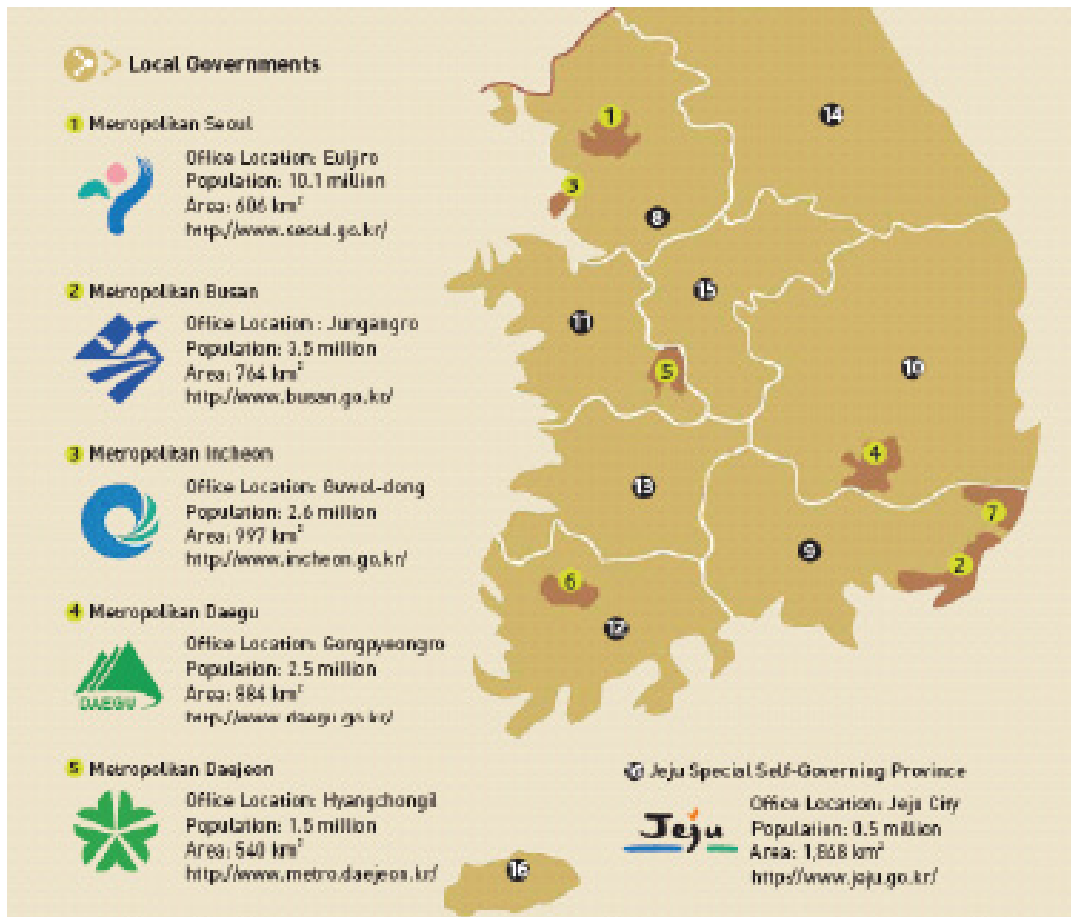 Local Governments
1 Metropolitan Seoul
Office Location: Euljiro
Population: 10.1 million
Area: 606 km²
http://www.seoul.go.kr/
2 Metropolitan Busan
Office Location : Jungangro
Population: 3.5 million
Area: 764 km²
http://www.busan.go.kr/
3 Metropolitan Incheon
Office Location: Guwol-dong
Population: 2.6 million
Area: 997 km²
http://www.incheon.go.kr/
4 Metropolitan Daegu
DAEGU
Office Location: Gongpyeongro
Population: 2.5 million
Area: 884 km²
http://www.daegu.go.kr/
5 Metropolitan Daejeon
Office Location: Hyangchongil
Population: 1.5 million
Area: 540 km²
http://www.metro.daejeon.kr/
1
14
3
8
15
11
5
10
4
13
7
9
2
6
12
16 Jeju Special Self-Governing Province
Jeju
Office Location: Jeju City
Population: 0.5 million
Area: 1,868 km²
http://www.jeju.go.kr/
16